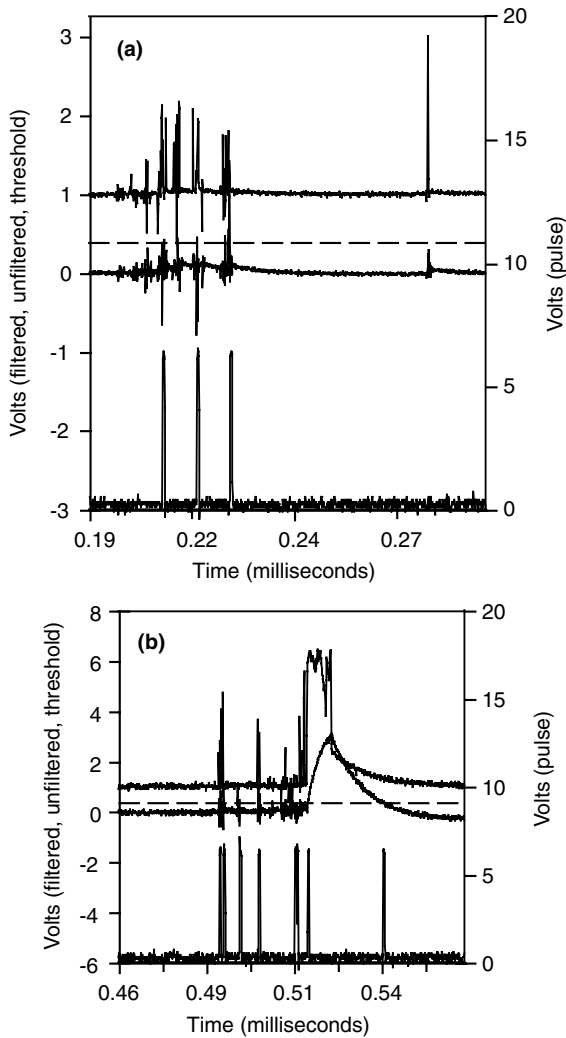 (a)
Volts (filtered, unfiltered, threshold)
3
2
1
0
-1
-2
-3
20
15
10
5
0
Volts (pulse)
0.19 0.22 0.24 0.27
Time (milliseconds)
(b)
Volts (filtered, unfiltered, threshold)
8
6
4
2
0
-2
-4
-6
20
15
10
5
0
Volts (pulse)
0.46 0.49 0.51 0.54
Time (milliseconds)